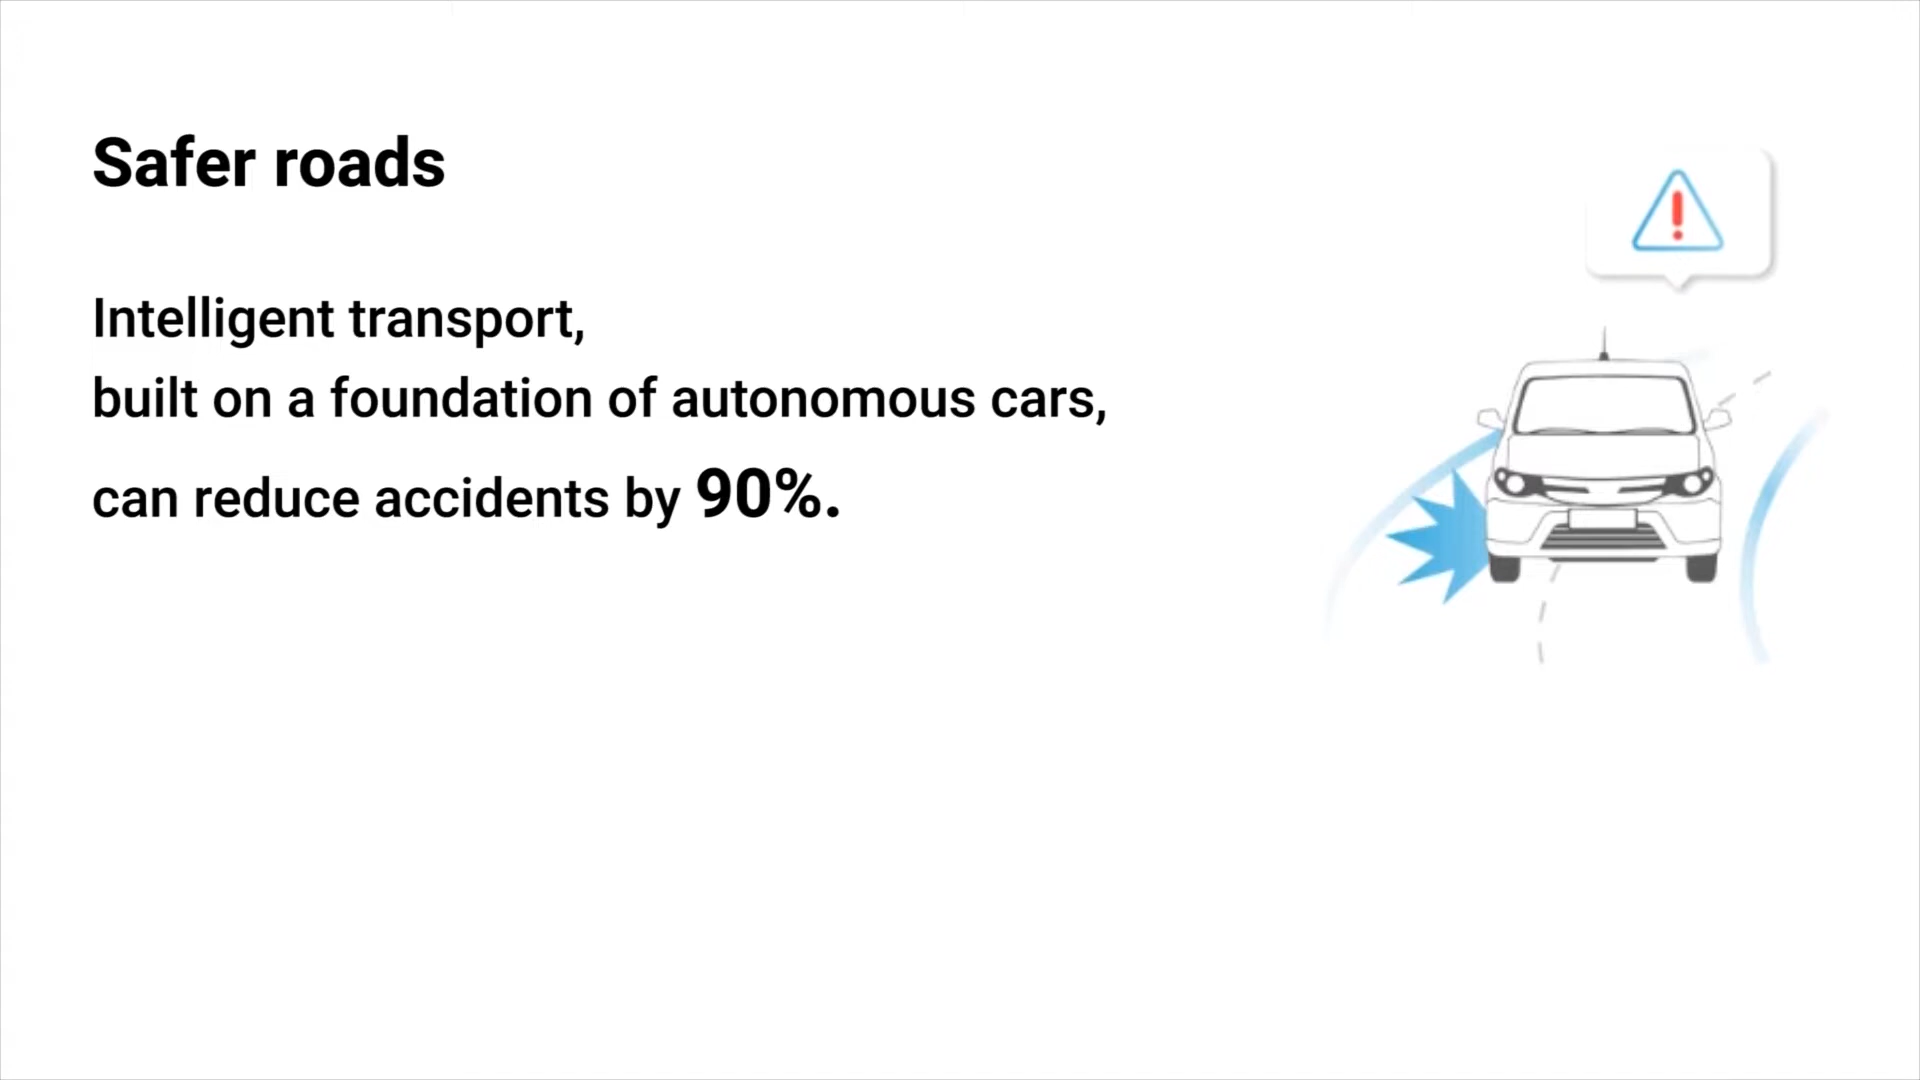 Safer roads
Intelligent transport,
built on a foundation of autonomous cars,
can reduce accidents by 90%.